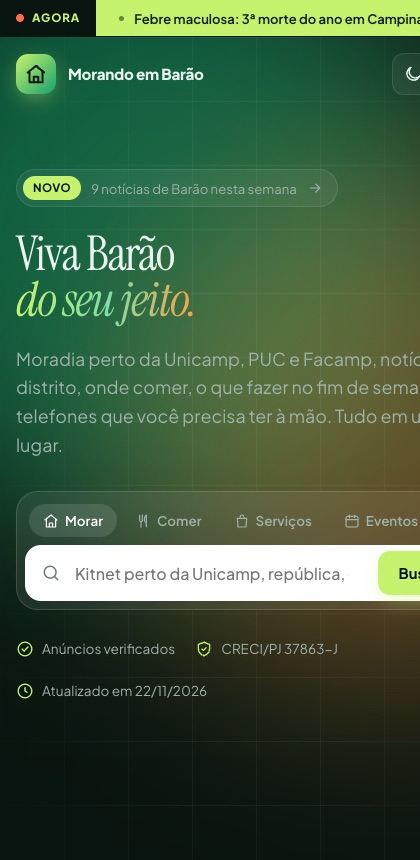 AGORA
Febre maculosa: 3ª morte do ano em Campina
Morando em Barão
NOVO 9 notícias de Barão nesta semana
Viva Barão
do seu jeito.
Moradia perto da Unicamp, PUC e Facamp, notíc
distrito, onde comer, o que fazer no fim de sema
telefones que você precisa ter à mão. Tudo em u
lugar.
Morar Comer Serviços Eventos
Kitnet perto da Unicamp, república, Bus
Anúncios verificados CRECI/PJ 37863–J
Atualizado em 22/11/2026